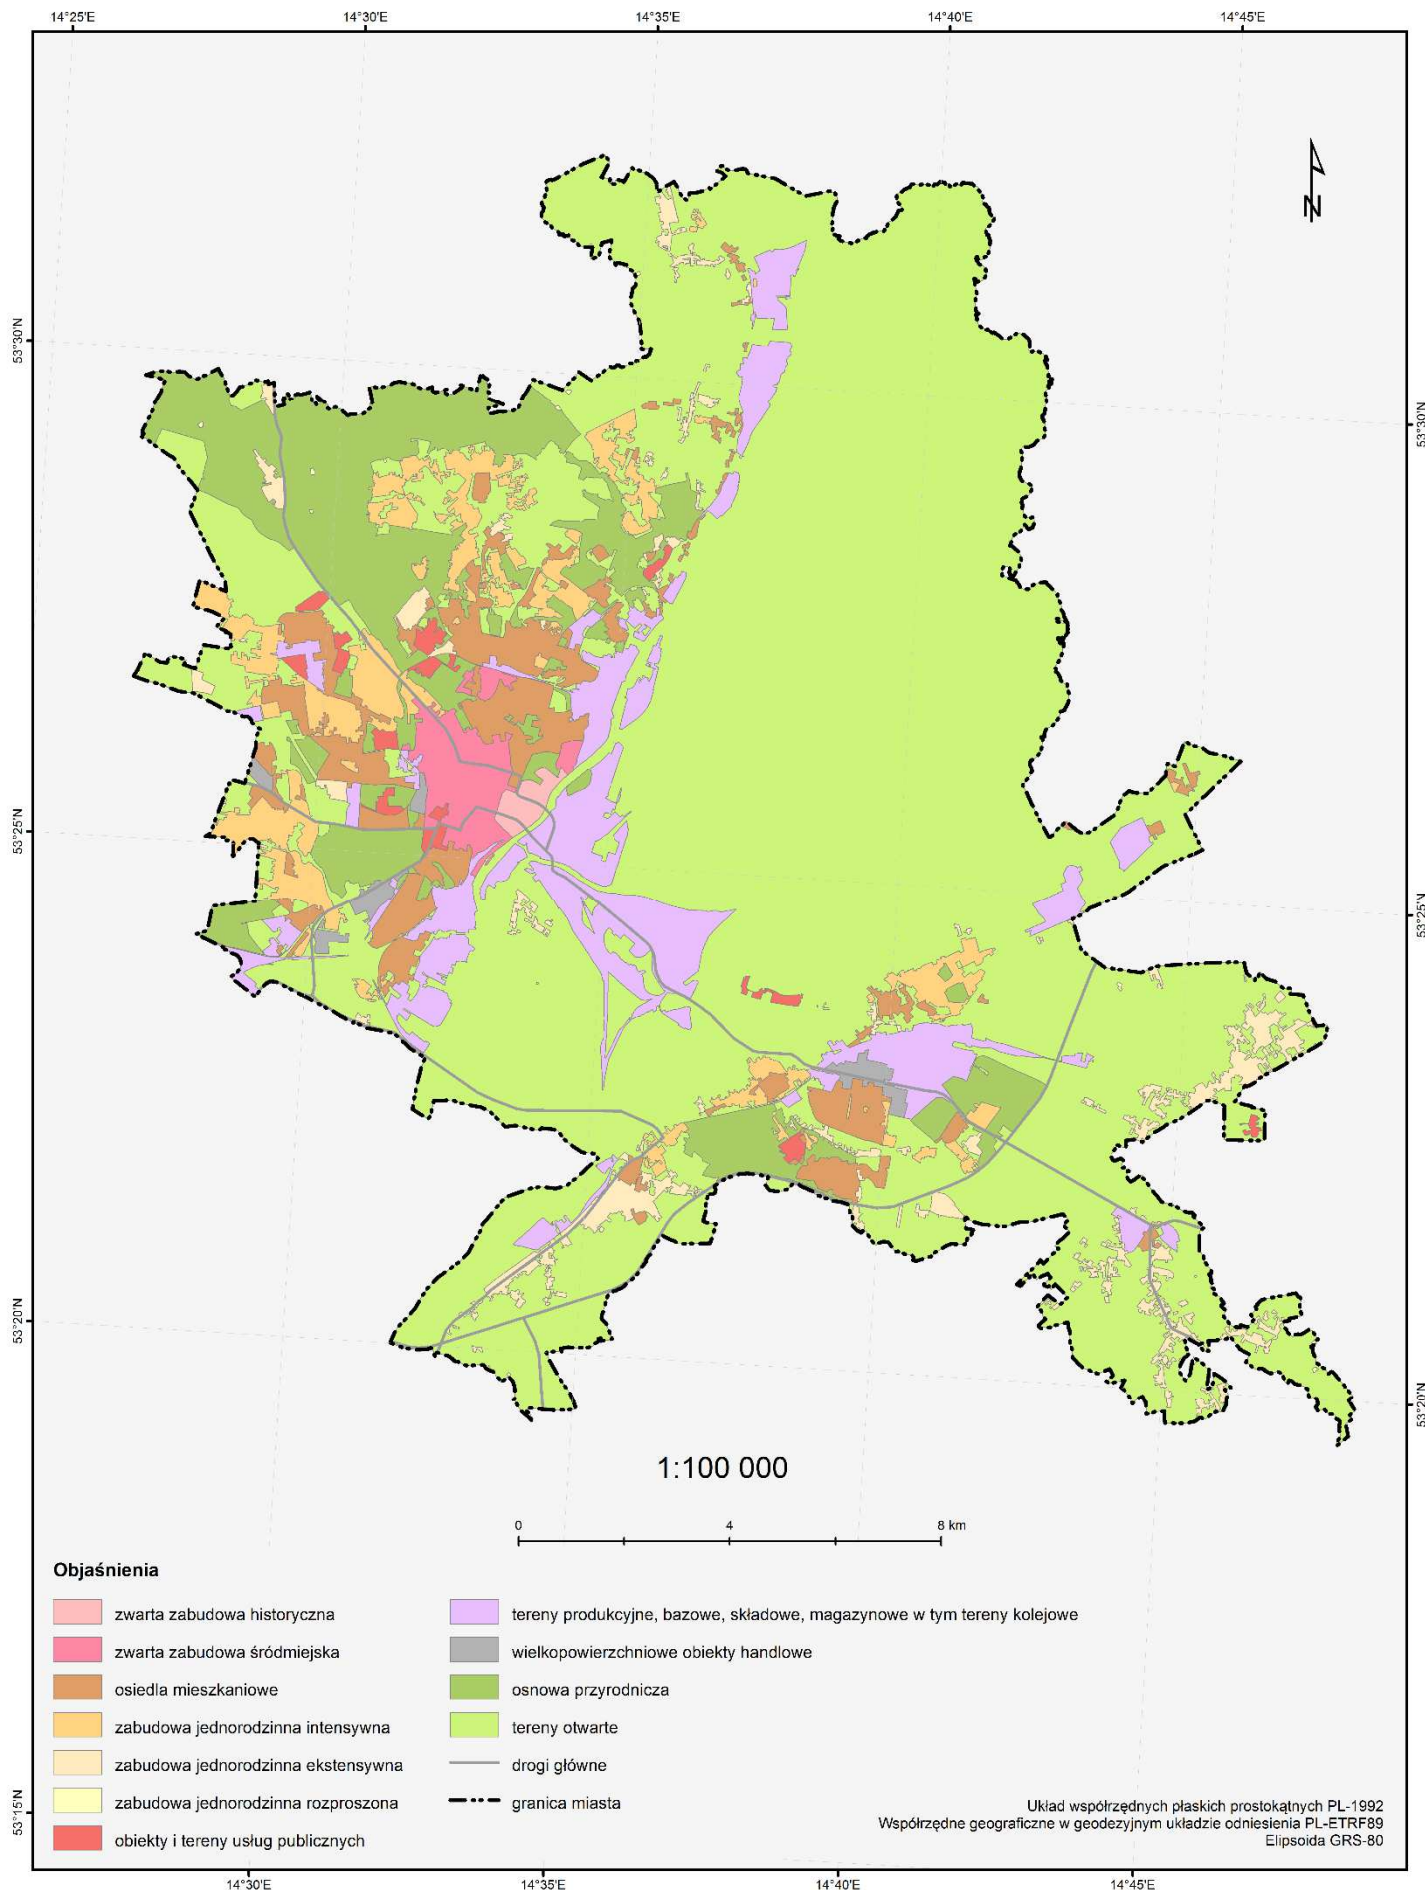 14°25'E 14°30'E 14°35'E 14°40'E 14°45'E
N
53°30'N
53°30'N
53°25'N
53°25'N
53°20'N
53°20'N
1:100 000
0 4 8 km
Objaśnienia
zwarta zabudowa historyczna
zwarta zabudowa śródmiejska
osiedla mieszkaniowe
zabudowa jednorodzinna intensywna
zabudowa jednorodzinna ekstensywna
zabudowa jednorodzinna rozproszona
obiekty i tereny usług publicznych
tereny produkcyjne, bazowe, składowe, magazynowe w tym tereny kolejowe
wielkopowierzchniowe obiekty handlowe
osnowa przyrodnicza
tereny otwarte
drogi główne
granica miasta
53°15'N
Układ współrzędnych płaskich prostokątnych PL-1992
Współrzędne geograficzne w geodezyjnym układzie odniesienia PL-ETRF89
Elipsoida GRS-80
14°30'E 14°35'E 14°40'E 14°45'E